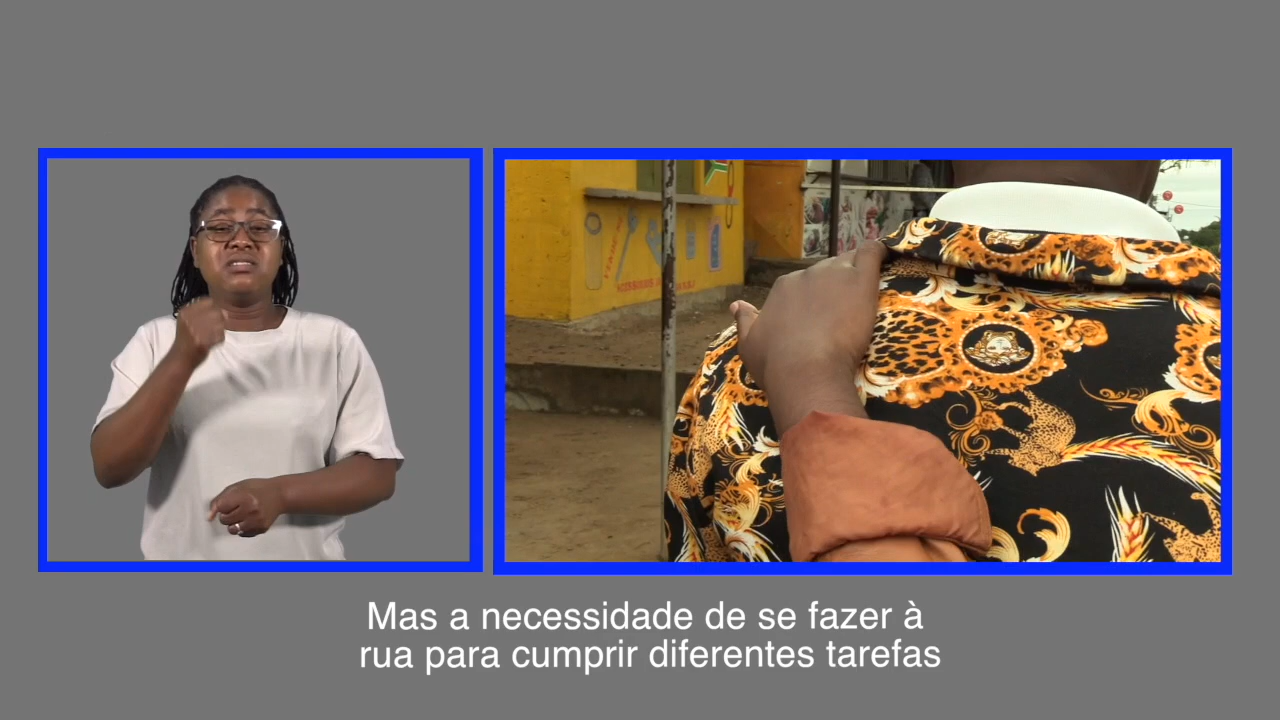 Mas a necessidade de se fazer à
rua para cumprir diferentes tarefas